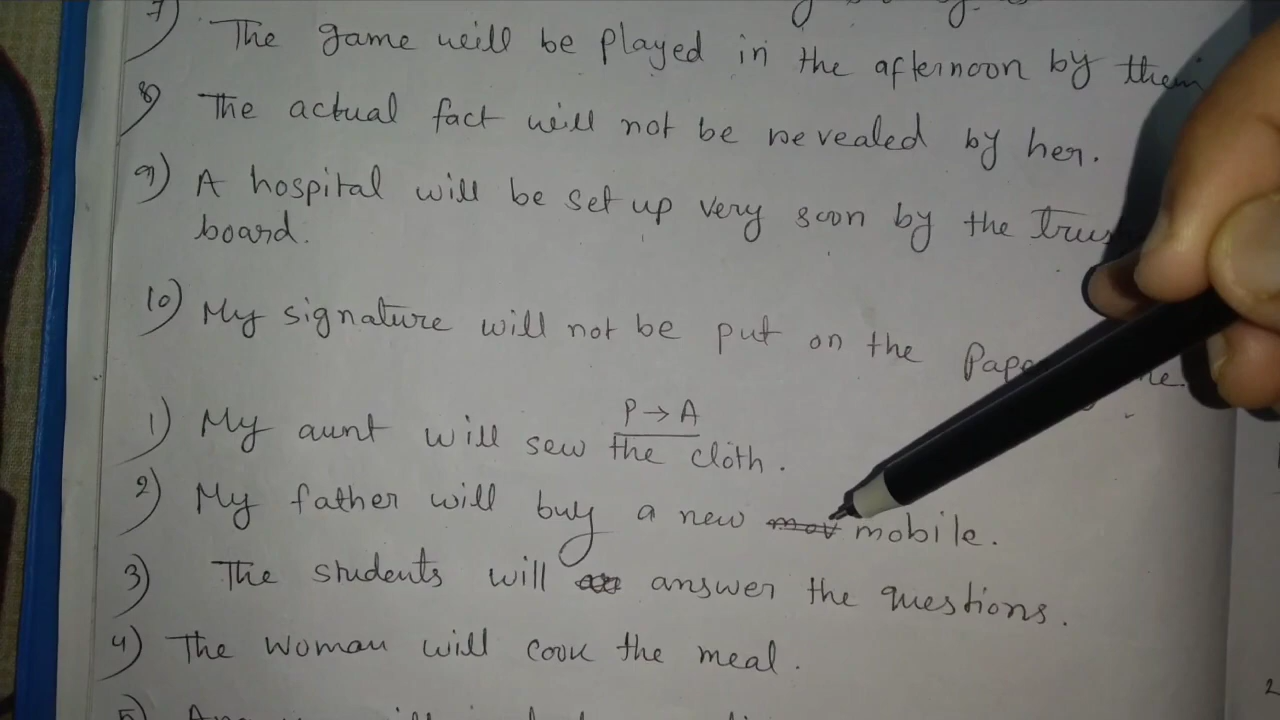 7) The game will be played in the afternoon by them
8) The actual fact will not be revealed by her.
9) A hospital will be set up very soon by the
board.
10) My signature will not be put on the
P → A
1) My aunt will sew the cloth.
2) My father will buy a new mov mobile.
3) The students will answer the questions.
4) The woman will cook the meal.
5)